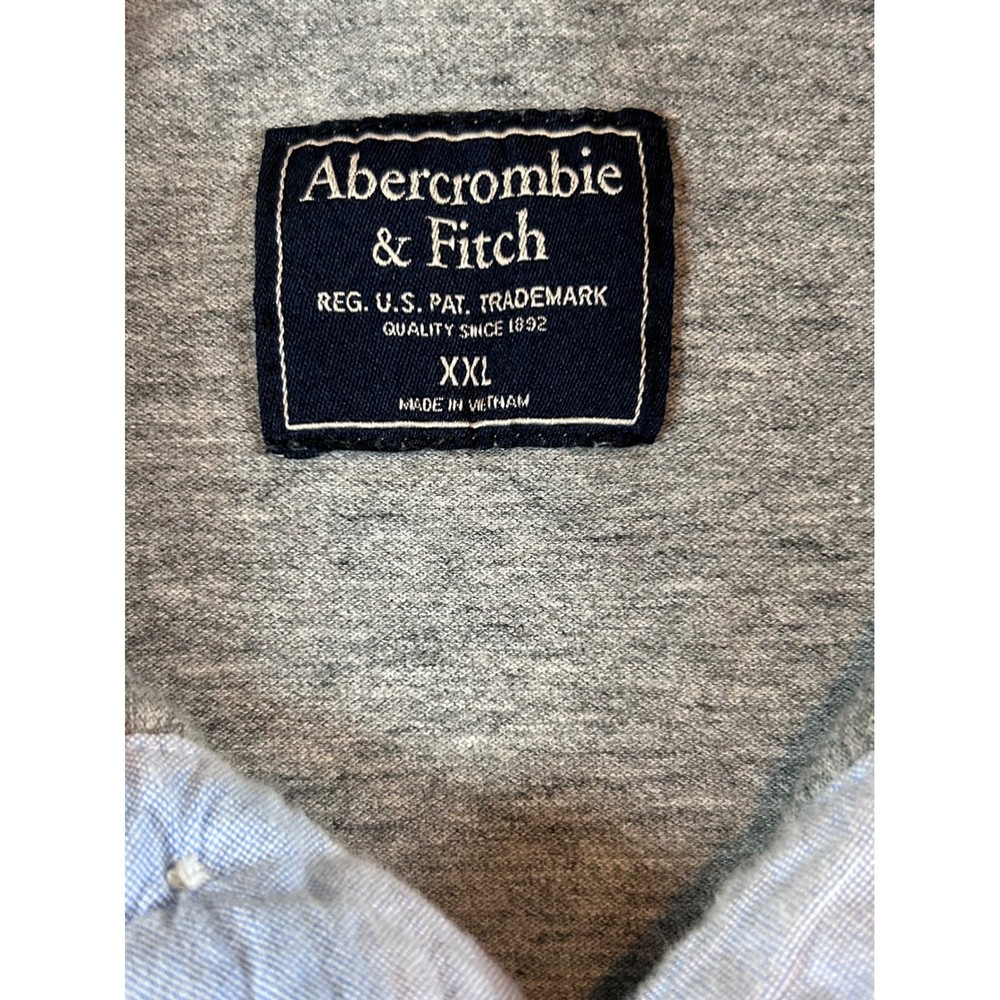 Abercrombie
& Fitch
REG. U.S. PAT. TRADEMARK
QUALITY SINCE 1892
XXL
MADE IN VIETNAM